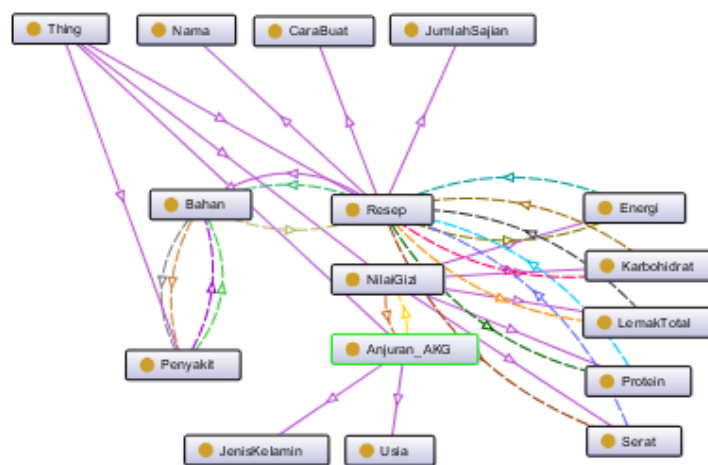 Thing
Nama
CaraBuat
JumlahSajian
Bahan
Resep
Energi
NilaiGizi
Karbohidrat
LemakTotal
Anjuran_AKG
Penyakit
Protein
JenisKelamin
Usia
Serat